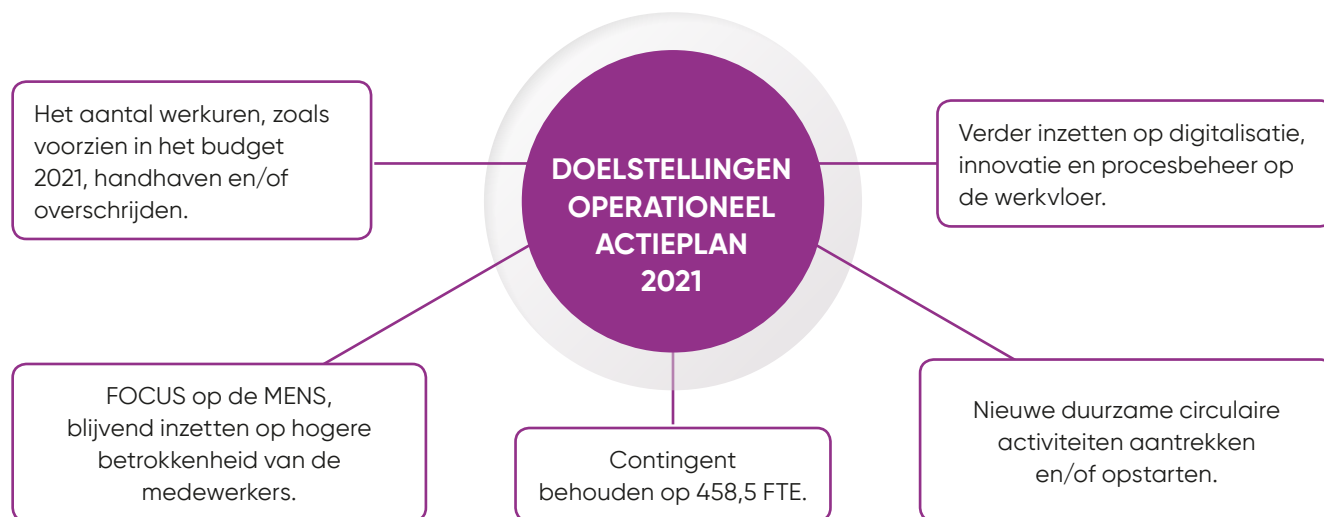 DOELSTELLINGEN
OPERATIONEEL
ACTIEPLAN
2021
Het aantal werkuren, zoals
voorzien in het budget
2021, handhaven en/of
overschrijden.
Verder inzetten op digitalisatie,
innovatie en procesbeheer op
de werkvloer.
FOCUS op de MENS,
blijvend inzetten op hogere
betrokkenheid van de
medewerkers.
Contingent
behouden op 458,5 FTE.
Nieuwe duurzame circulaire
activiteiten aantrekken
en/of opstarten.